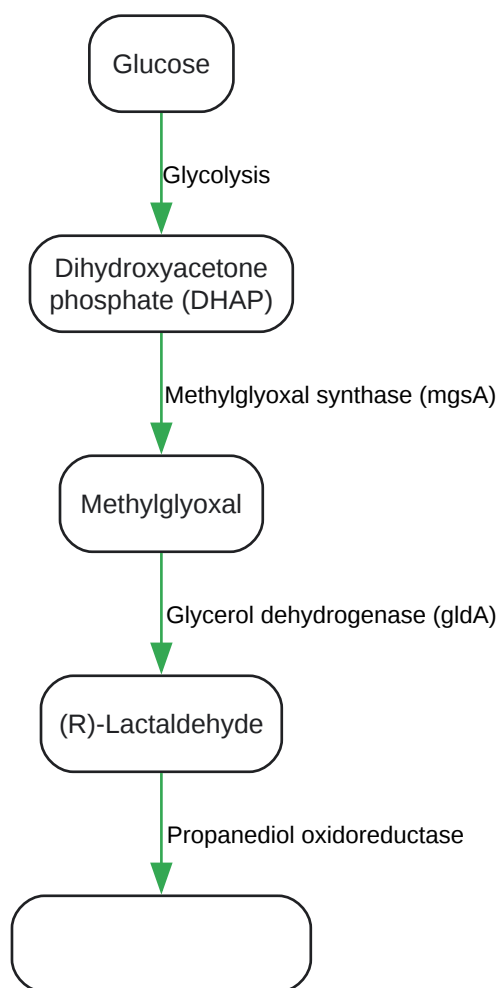 Glucose
Glycolysis
Dihydroxyacetone
phosphate (DHAP)
Methylglyoxal synthase (mgsA)
Methylglyoxal
Glycerol dehydrogenase (gldA)
(R)-Lactaldehyde
Propanediol oxidoreductase